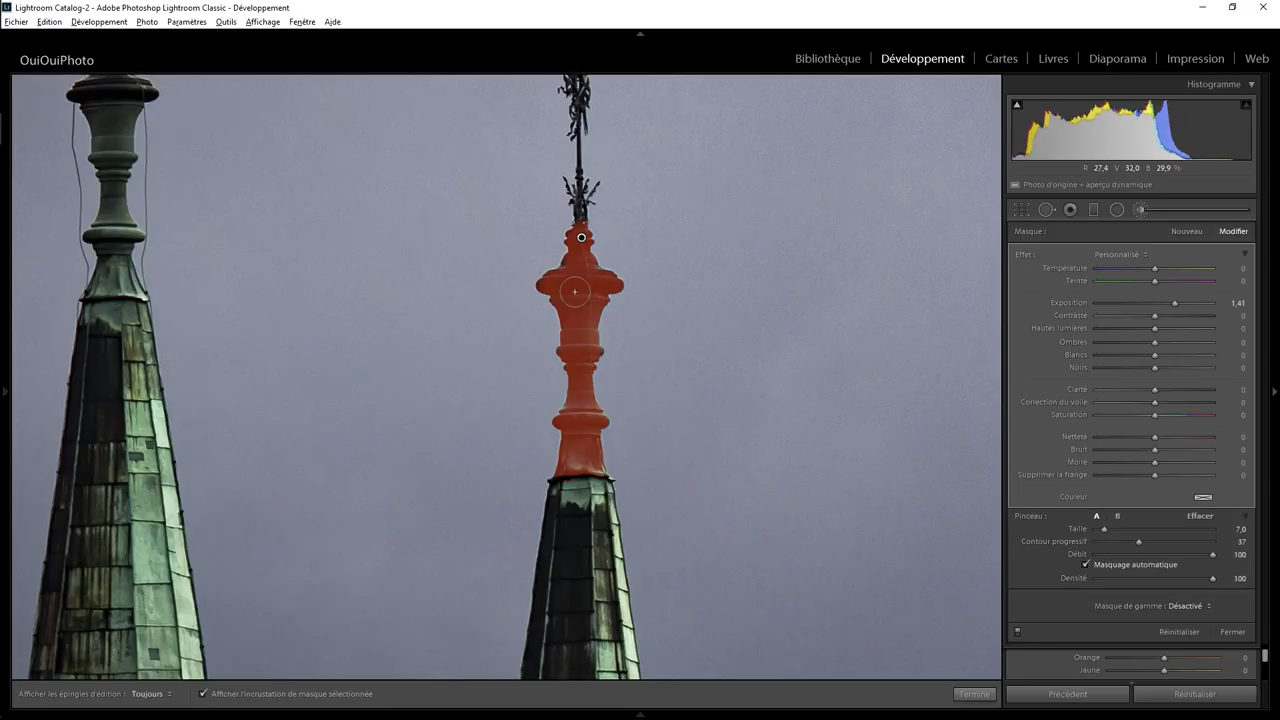 Lightroom Catalog-2 - Adobe Photoshop Lightroom Classic - Développement
Fichier Edition Développement Photo Paramètres Outils Affichage Fenêtre Aide
OuiOuiPhoto
Bibliothèque Développement Cartes Livres Diaporama Impression Web
Histogramme
R 27,4 V 32,0 B 29,9 %
Photo d'origine + aperçu dynamique
Masque : Nouveau Modifier
Effet : Personnalisé
Température 0
Teinte 0
Exposition 1,41
Contraste 0
Hautes lumières 0
Ombres 0
Blancs 0
Noirs 0
Clarté 0
Correction du voile 0
Saturation 0
Netteté 0
Bruit 0
Moire 0
Supprimer la frange 0
Couleur
Pinceau : A B Effacer
Taille 7,0
Contour progressif 37
Débit 100
Masquage automatique
Densité 100
Masque de gamme : Désactivé
Réinitialiser Fermer
Orange 0
Jaune 0
Afficher les épingles d'édition : Toujours Afficher l'incrustation de masque sélectionnée Terminé
Précédent Réinitialiser